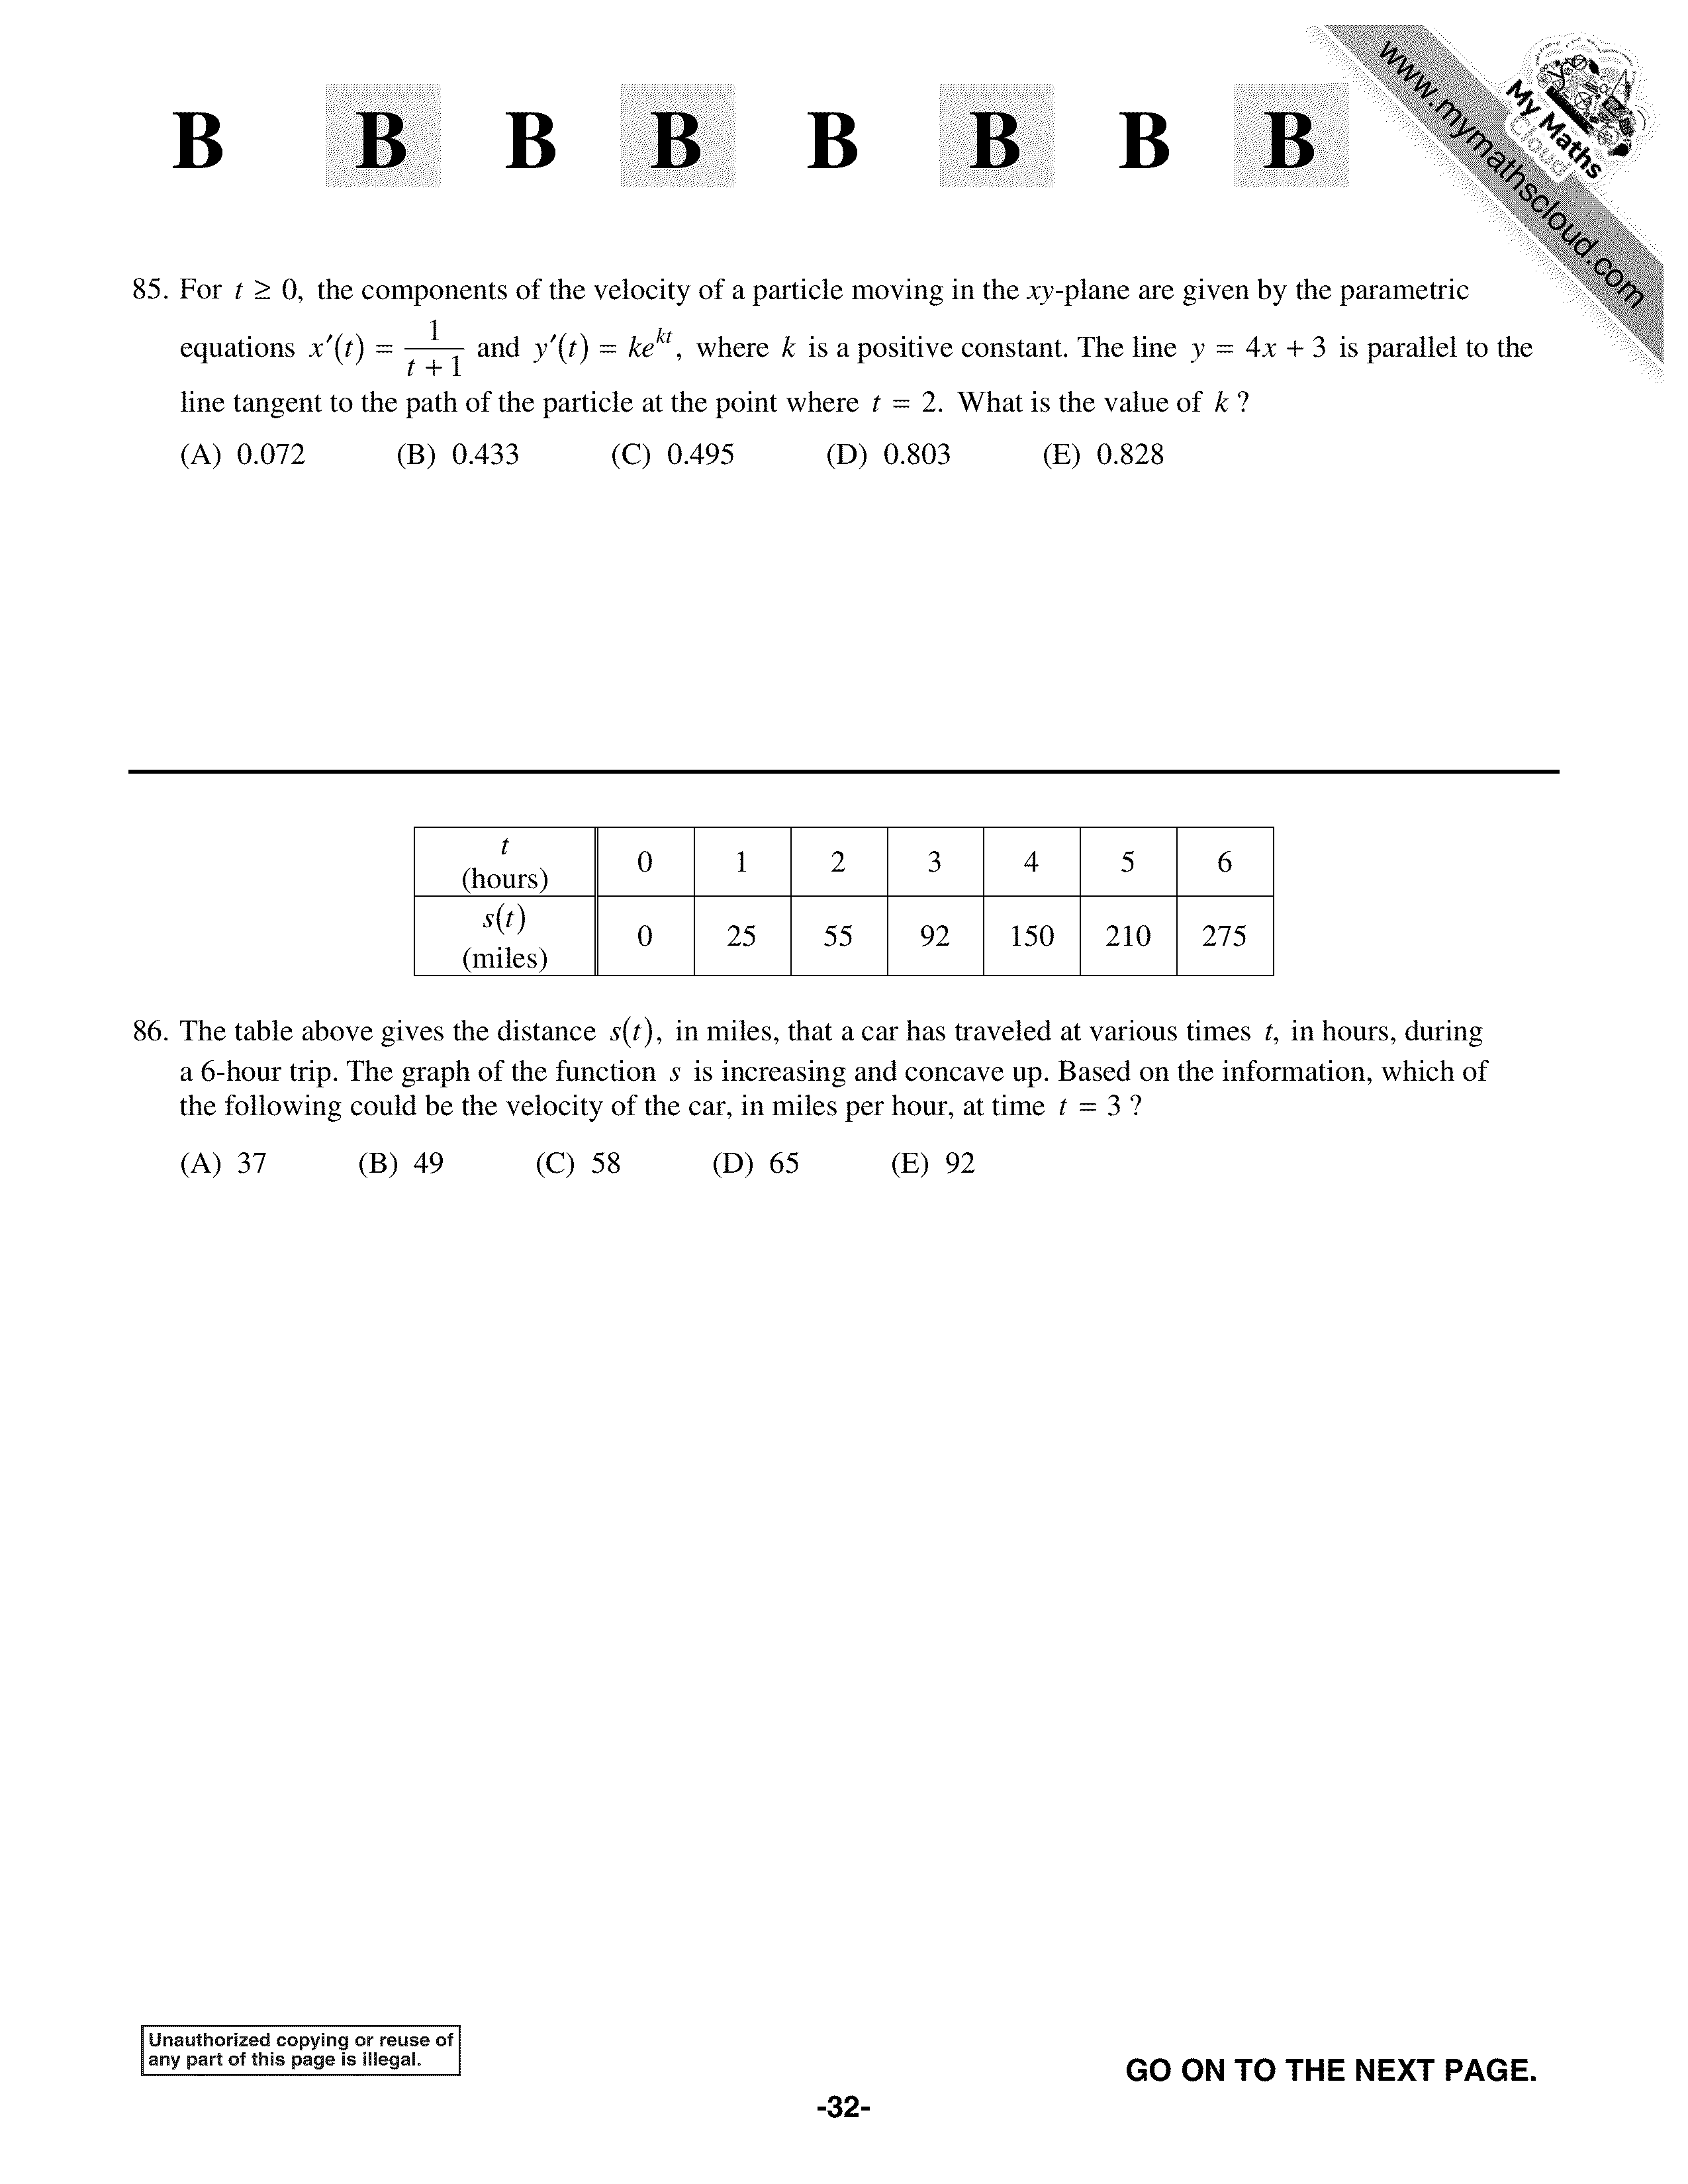 B B B B B B B B
www.mymathscloud.com
My Maths
Cloud
85. For t ≥ 0, the components of the velocity of a particle moving in the xy-plane are given by the parametric
equations x′(t) = 1/(t + 1) and y′(t) = ke^{kt}, where k is a positive constant. The line y = 4x + 3 is parallel to the
line tangent to the path of the particle at the point where t = 2. What is the value of k ?
(A) 0.072 (B) 0.433 (C) 0.495 (D) 0.803 (E) 0.828
t (hours) 0 1 2 3 4 5 6
s(t) (miles) 0 25 55 92 150 210 275
86. The table above gives the distance s(t), in miles, that a car has traveled at various times t, in hours, during
a 6-hour trip. The graph of the function s is increasing and concave up. Based on the information, which of
the following could be the velocity of the car, in miles per hour, at time t = 3 ?
(A) 37 (B) 49 (C) 58 (D) 65 (E) 92
Unauthorized copying or reuse of
any part of this page is illegal.
GO ON TO THE NEXT PAGE.
-32-